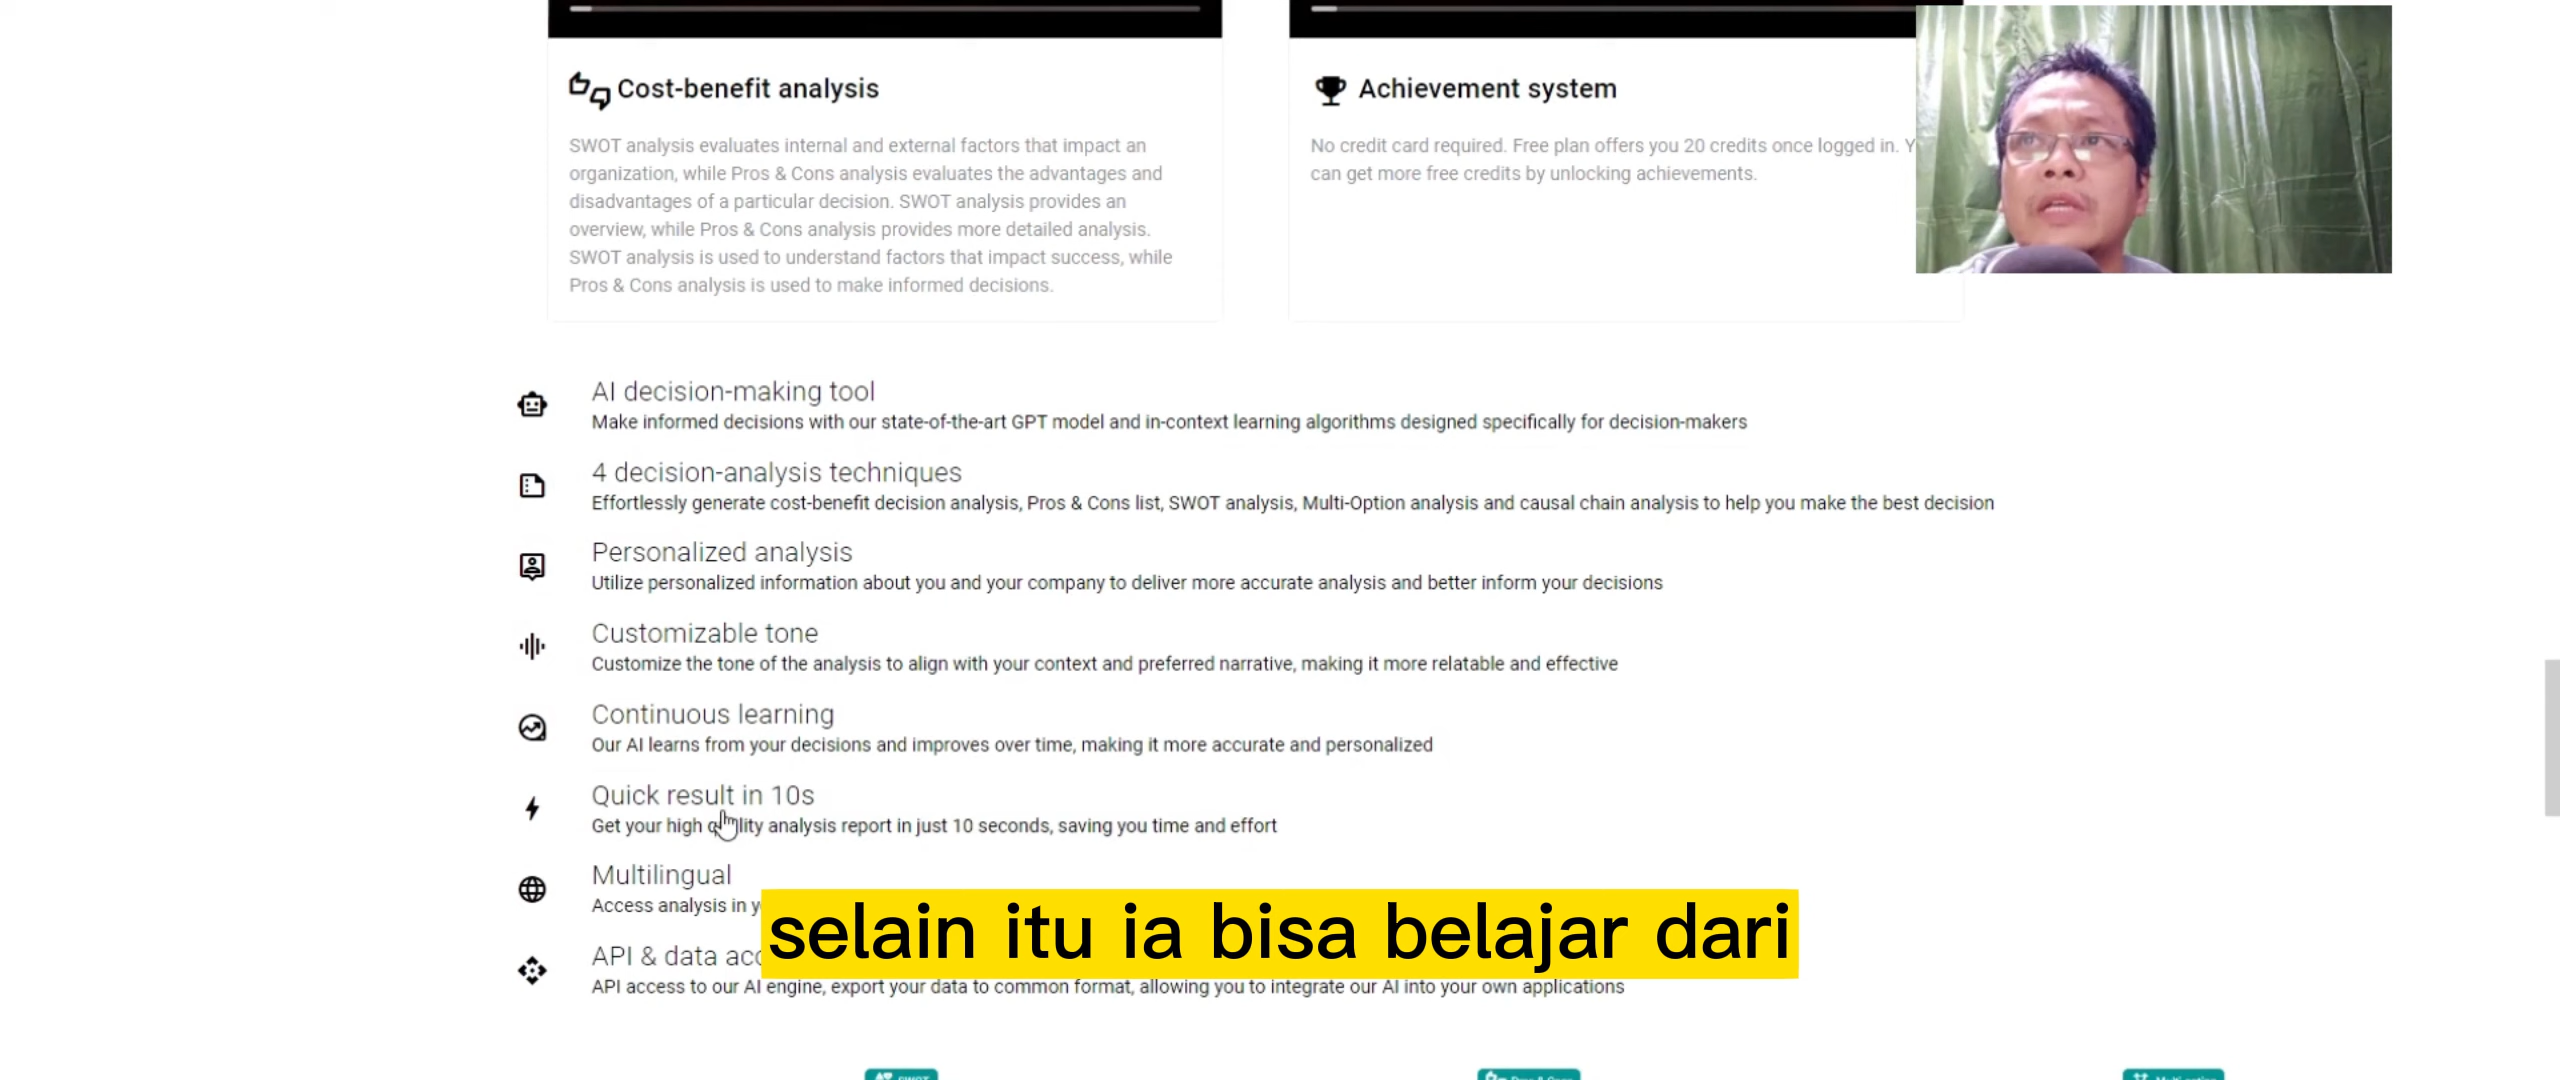 Cost-benefit analysis
SWOT analysis evaluates internal and external factors that impact an
organization, while Pros & Cons analysis evaluates the advantages and
disadvantages of a particular decision. SWOT analysis provides an
overview, while Pros & Cons analysis provides more detailed analysis.
SWOT analysis is used to understand factors that impact success, while
Pros & Cons analysis is used to make informed decisions.
Achievement system
No credit card required. Free plan offers you 20 credits once logged in.
can get more free credits by unlocking achievements.
AI decision-making tool
Make informed decisions with our state-of-the-art GPT model and in-context learning algorithms designed specifically for decision-makers
4 decision-analysis techniques
Effortlessly generate cost-benefit decision analysis, Pros & Cons list, SWOT analysis, Multi-Option analysis and causal chain analysis to help you make the best decision
Personalized analysis
Utilize personalized information about you and your company to deliver more accurate analysis and better inform your decisions
Customizable tone
Customize the tone of the analysis to align with your context and preferred narrative, making it more relatable and effective
Continuous learning
Our AI learns from your decisions and improves over time, making it more accurate and personalized
Quick result in 10s
Get your high quality analysis report in just 10 seconds, saving you time and effort
Multilingual
Access analysis in
selain itu ia bisa belajar dari
API & data
API access to our AI engine, export your data to common format, allowing you to integrate our AI into your own applications